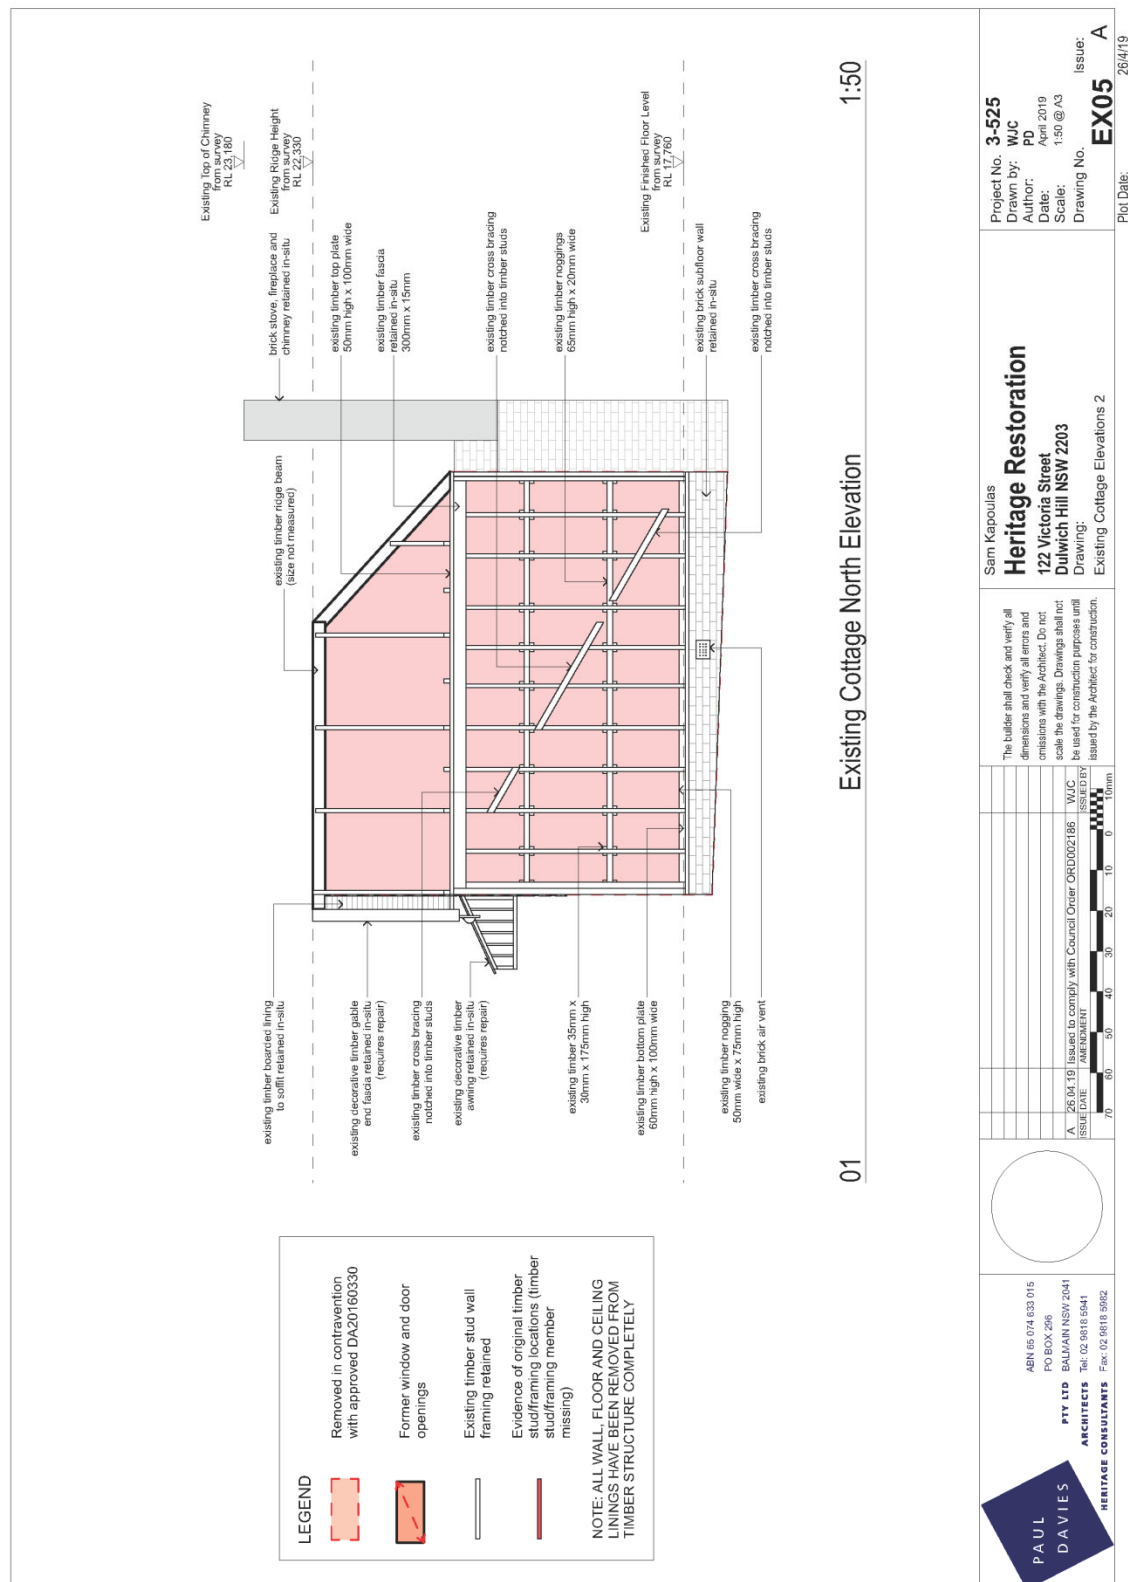 LEGEND
Removed in contravention
with approved DA20160330
Former window and door
openings
Existing timber stud wall
framing retained
Evidence of original timber
stud/framing locations (timber
stud/framing member
missing)
NOTE: ALL WALL, FLOOR AND CEILING
LININGS HAVE BEEN REMOVED FROM
TIMBER STRUCTURE COMPLETELY
existing timber boarded lining
to soffit retained in-situ
existing decorative timber gable
end fascia retained in-situ
(requires repair)
existing timber cross bracing
notched into timber studs
existing decorative timber
awning retained in-situ
(requires repair)
existing timber 35mm x
30mm x 175mm high
existing timber bottom plate
60mm high x 100mm wide
existing timber nogging
50mm wide x 75mm high
existing brick air vent
existing timber ridge beam
(size not measured)
Existing Top of Chimney
from survey
RL 23,180
Existing Ridge Height
from survey
RL 22,330
brick stove, fireplace and
chimney retained in-situ
existing timber top plate
50mm high x 100mm wide
existing timber fascia
retained in-situ
300mm x 15mm
existing timber cross bracing
notched into timber studs
existing timber noggings
65mm high x 20mm wide
Existing Finished Floor Level
from survey
RL 17,760
existing brick subfloor wall
retained in-situ
existing timber cross bracing
notched into timber studs
01
Existing Cottage North Elevation
1:50
PAUL
DAVIES
PTY LTD
ARCHITECTS
HERITAGE CONSULTANTS
ABN 65 074 633 015
PO BOX 296
BALMAIN NSW 2041
Tel: 02 9818 5941
Fax: 02 9818 5982
A 26.04.19 Issued to comply with Council Order ORD002186 WJC
ISSUE DATE AMENDMENT ISSUED BY
70 60 50 40 30 20 10 0 10mm
The builder shall check and verify all
dimensions and verify all errors and
omissions with the Architect. Do not
scale the drawings. Drawings shall not
be used for construction purposes until
issued by the Architect for construction.
Sam Kapoulas
Heritage Restoration
122 Victoria Street
Dulwich Hill NSW 2203
Drawing:
Existing Cottage Elevations 2
Project No. 3-525
Drawn by: WJC
Author: PD
Date: April 2019
Scale: 1:50 @ A3
Drawing No. Issue:
EX05 A
Plot Date: 26/4/19